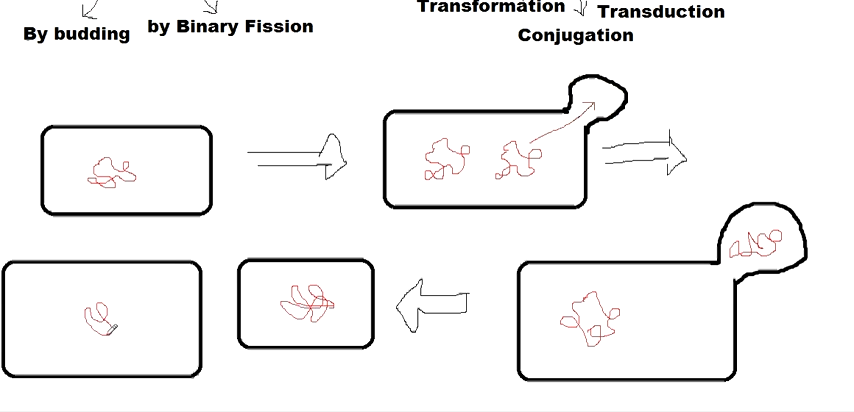 By budding
by Binary Fission
Transformation
Transduction
Conjugation